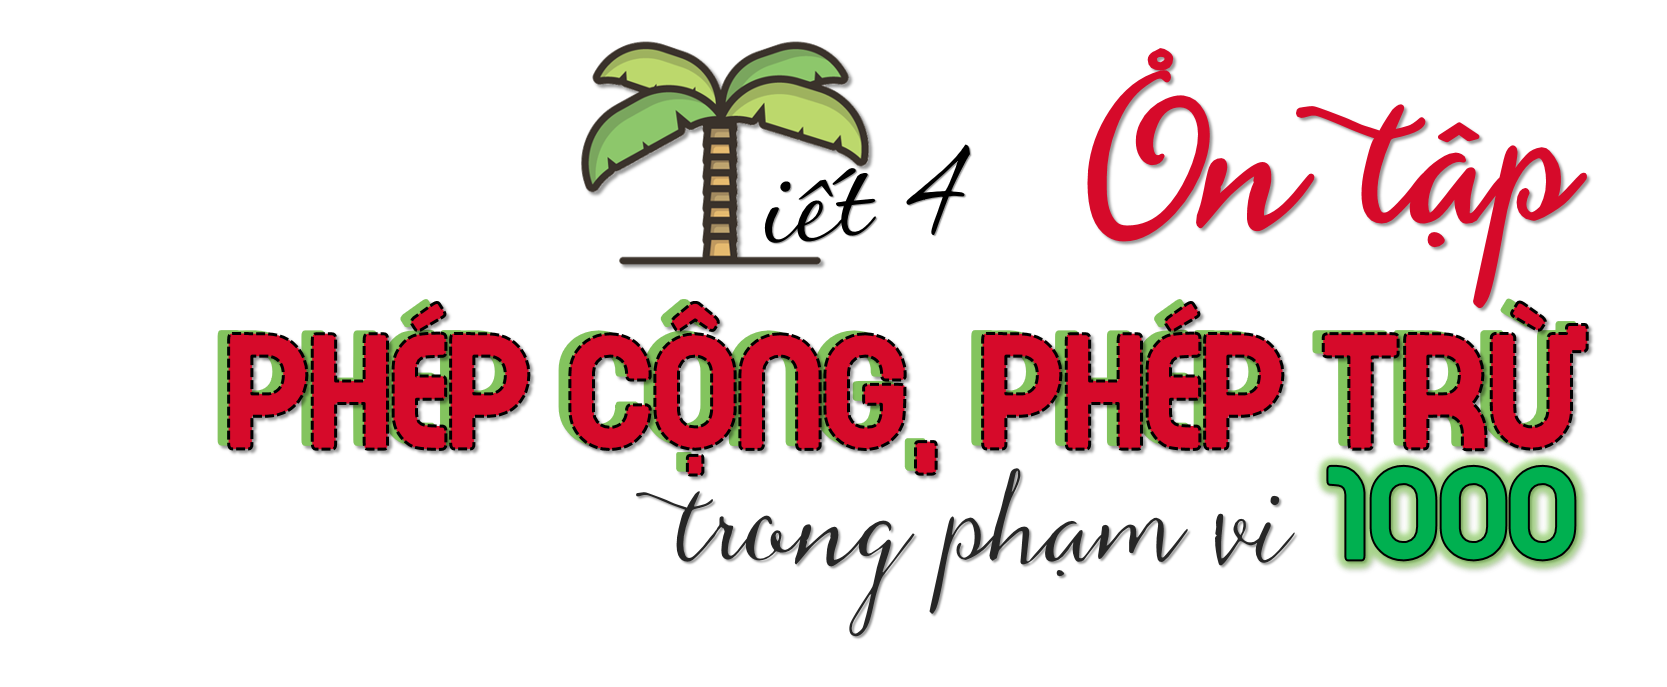 Tiết 4 Ôn tập
PHÉP CỘNG, PHÉP TRỪ
trong phạm vi 1000